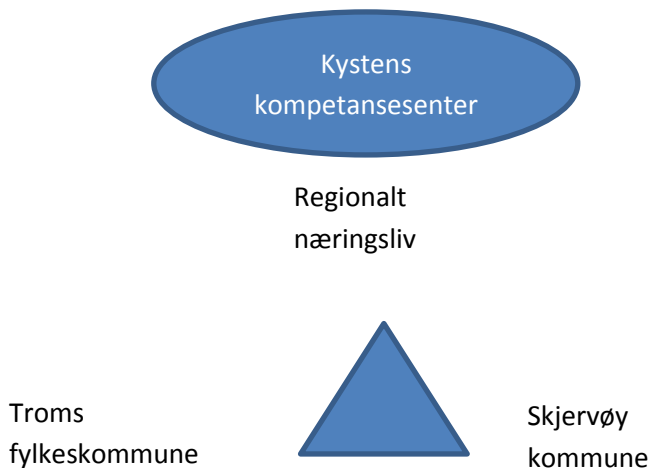 Kystens
kompetansesenter
Regionalt
næringsliv
Troms
fylkeskommune
Skjervøy
kommune